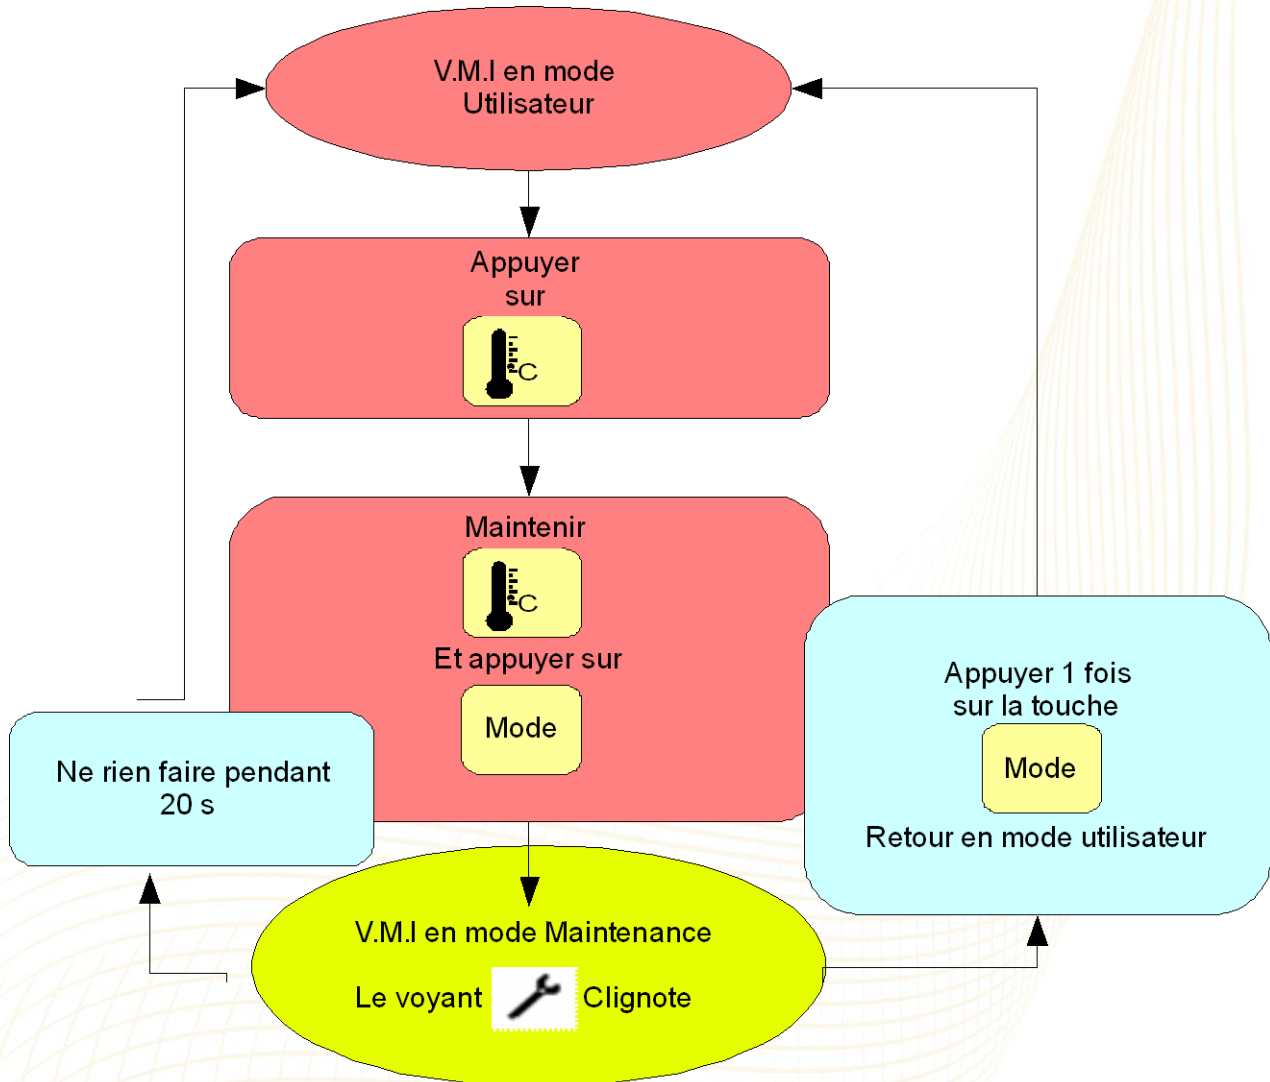 V.M.I en mode
Utilisateur
Appuyer
sur
C
Maintenir
C
Et appuyer sur
Mode
Ne rien faire pendant
20 s
Appuyer 1 fois
sur la touche
Mode
Retour en mode utilisateur
V.M.I en mode Maintenance
Le voyant Clignote